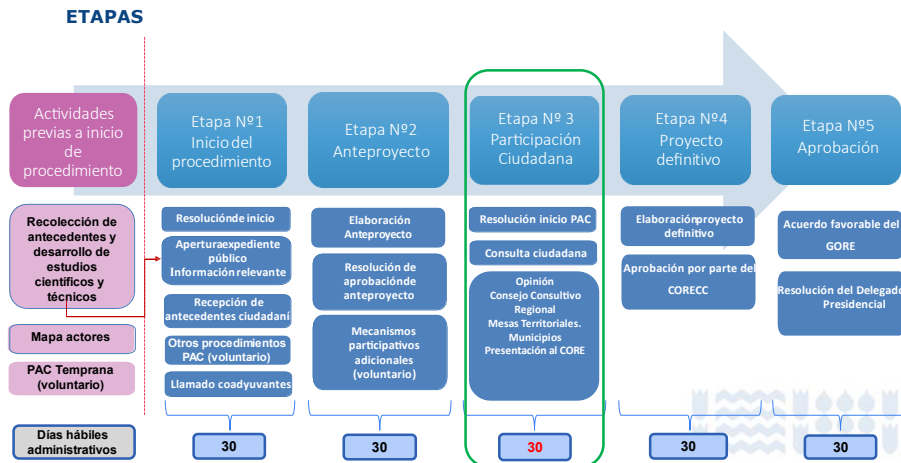 ETAPAS
Actividades
previas a inicio
de
procedimiento
Etapa Nº1
Inicio del
procedimiento
Etapa Nº2
Anteproyecto
Etapa Nº 3
Participación
Ciudadana
Etapa Nº4
Proyecto
definitivo
Etapa Nº5
Aprobación
Recolección de
antecedentes y
desarrollo de
estudios
científicos y
técnicos
Mapa actores
PAC Temprana
(voluntario)
Resoluciónde inicio
Aperturaexpediente
público
Información relevante
Recepción de
antecedentes ciudadaní
Otros procedimientos
PAC (voluntario)
Llamado coadyuvantes
Elaboración
Anteproyecto
Resolución de
aprobaciónde
anteproyecto
Mecanismos
participativos
adicionales
(voluntario)
Resolución inicio PAC
Consulta ciudadana
Opinión
Consejo Consultivo
Regional
Mesas Territoriales.
Municipios
Presentación al CORE
Elaboraciónproyecto
definitivo
Aprobación por parte del
CORECC
Acuerdo favorable del
GORE
Resolución del Delegado
Presidencial
Días hábiles
administrativos
30
30
30
30
30